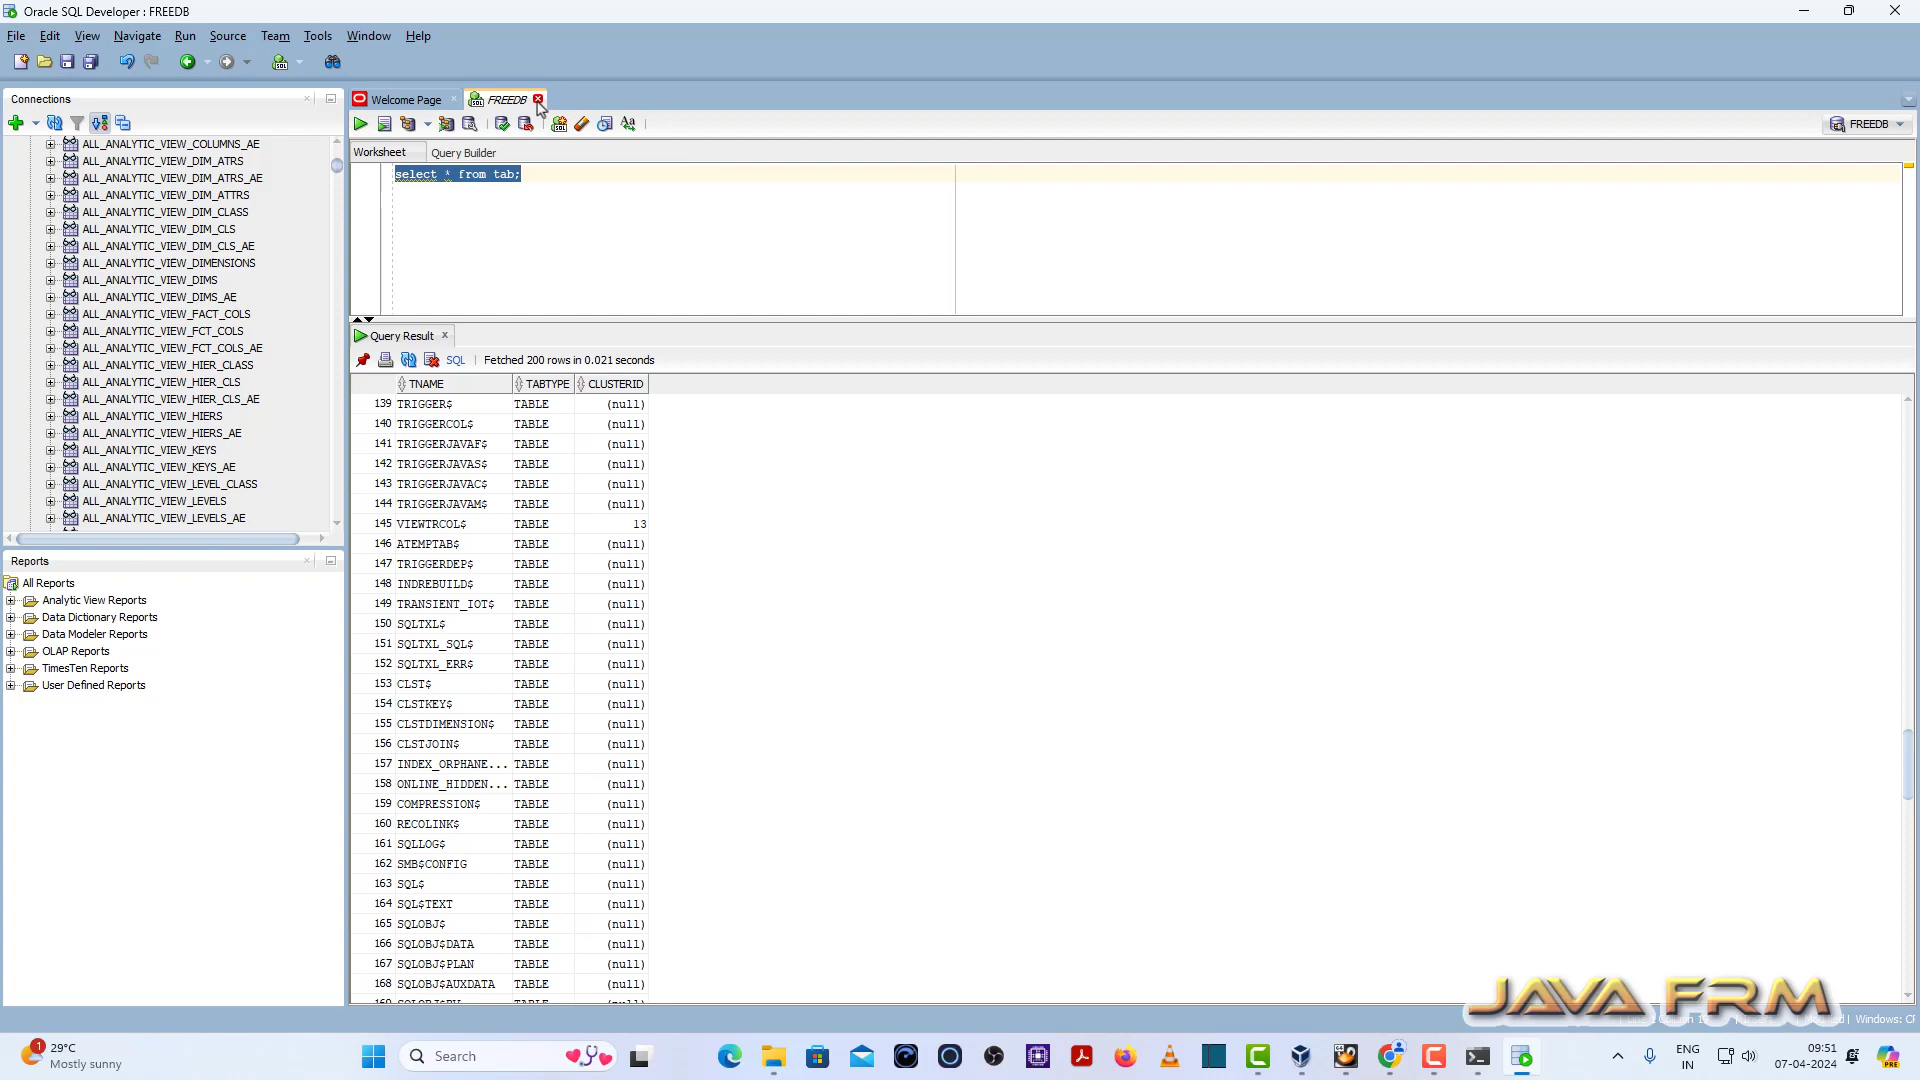 Oracle SQL Developer : FREEDB
File Edit View Navigate Run Source Team Tools Window Help
Connections
ALL_ANALYTIC_VIEW_COLUMNS_AE
ALL_ANALYTIC_VIEW_DIM_ATRS
ALL_ANALYTIC_VIEW_DIM_ATRS_AE
ALL_ANALYTIC_VIEW_DIM_ATTRS
ALL_ANALYTIC_VIEW_DIM_CLASS
ALL_ANALYTIC_VIEW_DIM_CLS
ALL_ANALYTIC_VIEW_DIM_CLS_AE
ALL_ANALYTIC_VIEW_DIMENSIONS
ALL_ANALYTIC_VIEW_DIMS
ALL_ANALYTIC_VIEW_DIMS_AE
ALL_ANALYTIC_VIEW_FACT_COLS
ALL_ANALYTIC_VIEW_FCT_COLS
ALL_ANALYTIC_VIEW_FCT_COLS_AE
ALL_ANALYTIC_VIEW_HIER_CLASS
ALL_ANALYTIC_VIEW_HIER_CLS
ALL_ANALYTIC_VIEW_HIER_CLS_AE
ALL_ANALYTIC_VIEW_HIERS
ALL_ANALYTIC_VIEW_HIERS_AE
ALL_ANALYTIC_VIEW_KEYS
ALL_ANALYTIC_VIEW_KEYS_AE
ALL_ANALYTIC_VIEW_LEVEL_CLASS
ALL_ANALYTIC_VIEW_LEVELS
ALL_ANALYTIC_VIEW_LEVELS_AE
Reports
All Reports
Analytic View Reports
Data Dictionary Reports
Data Modeler Reports
OLAP Reports
TimesTen Reports
User Defined Reports
Welcome Page FREEDB
FREEDB
Worksheet Query Builder
select * from tab;
Query Result
SQL | Fetched 200 rows in 0.021 seconds
TNAME TABTYPE CLUSTERID
139 TRIGGER$ TABLE (null)
140 TRIGGERCOL$ TABLE (null)
141 TRIGGERJAVAF$ TABLE (null)
142 TRIGGERJAVAS$ TABLE (null)
143 TRIGGERJAVAC$ TABLE (null)
144 TRIGGERJAVAM$ TABLE (null)
145 VIEWTRCOL$ TABLE 13
146 ATEMPTAB$ TABLE (null)
147 TRIGGERDEP$ TABLE (null)
148 INDREBUILD$ TABLE (null)
149 TRANSIENT_IOT$ TABLE (null)
150 SQLTXL$ TABLE (null)
151 SQLTXL_SQL$ TABLE (null)
152 SQLTXL_ERR$ TABLE (null)
153 CLST$ TABLE (null)
154 CLSTKEY$ TABLE (null)
155 CLSTDIMENSION$ TABLE (null)
156 CLSTJOIN$ TABLE (null)
157 INDEX_ORPHANE... TABLE (null)
158 ONLINE_HIDDEN... TABLE (null)
159 COMPRESSION$ TABLE (null)
160 RECOLINK$ TABLE (null)
161 SQLLOG$ TABLE (null)
162 SMB$CONFIG TABLE (null)
163 SQL$ TABLE (null)
164 SQL$TEXT TABLE (null)
165 SQLOBJ$ TABLE (null)
166 SQLOBJ$DATA TABLE (null)
167 SQLOBJ$PLAN TABLE (null)
168 SQLOBJ$AUXDATA TABLE (null)
JAVA FRM
29°C
Mostly sunny
Search
ENG
IN
09:51
07-04-2024